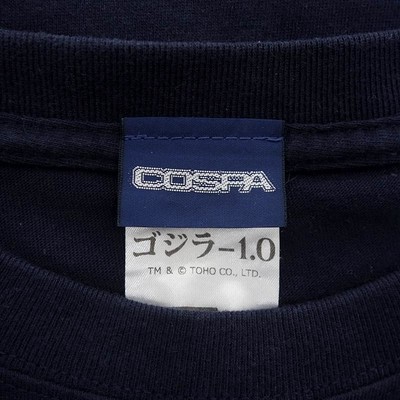 COSPA
ゴジラ-1.0
TM & © TOHO CO., LTD.